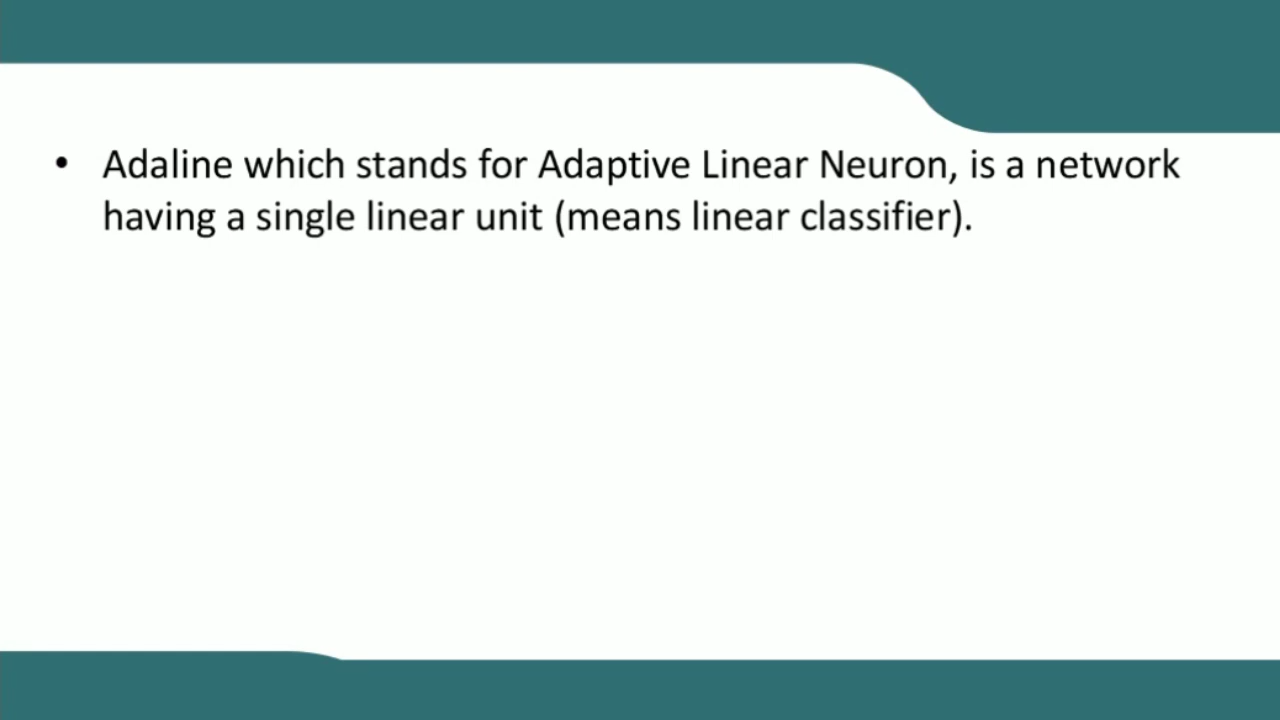 • Adaline which stands for Adaptive Linear Neuron, is a network
having a single linear unit (means linear classifier).